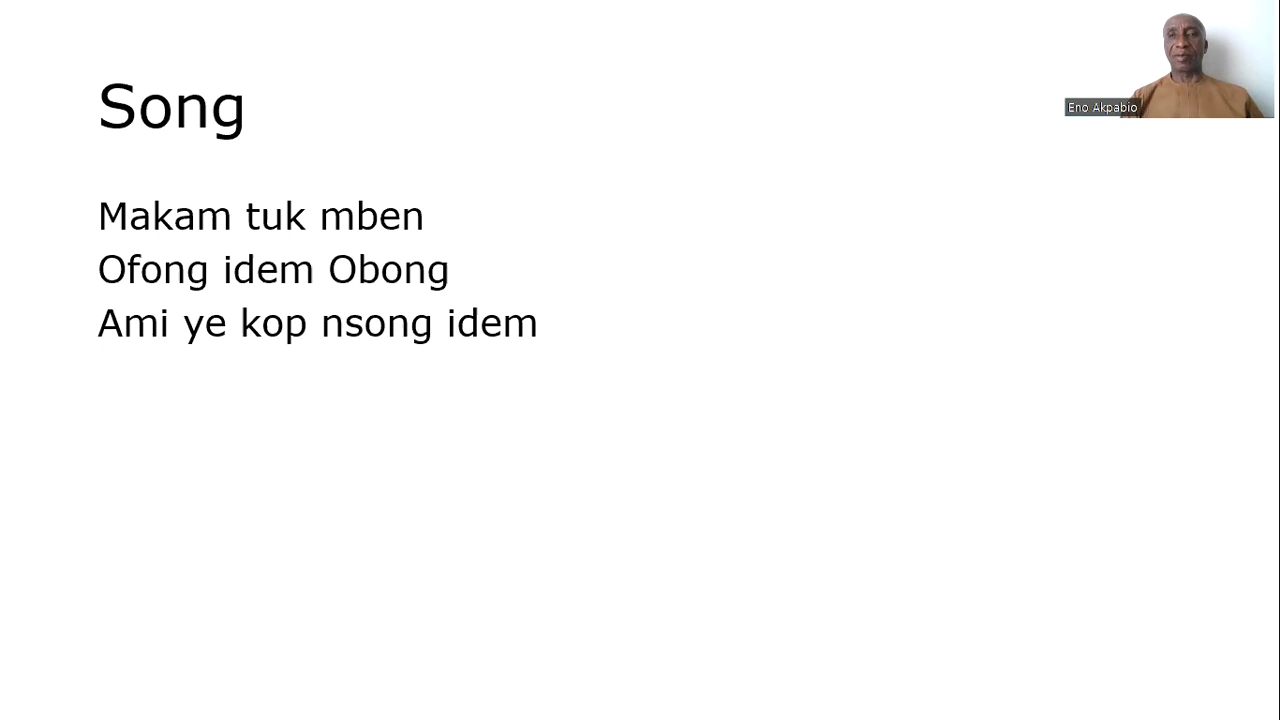 Song
Eno Akpabio
Makam tuk mben
Ofong idem Obong
Ami ye kop nsong idem